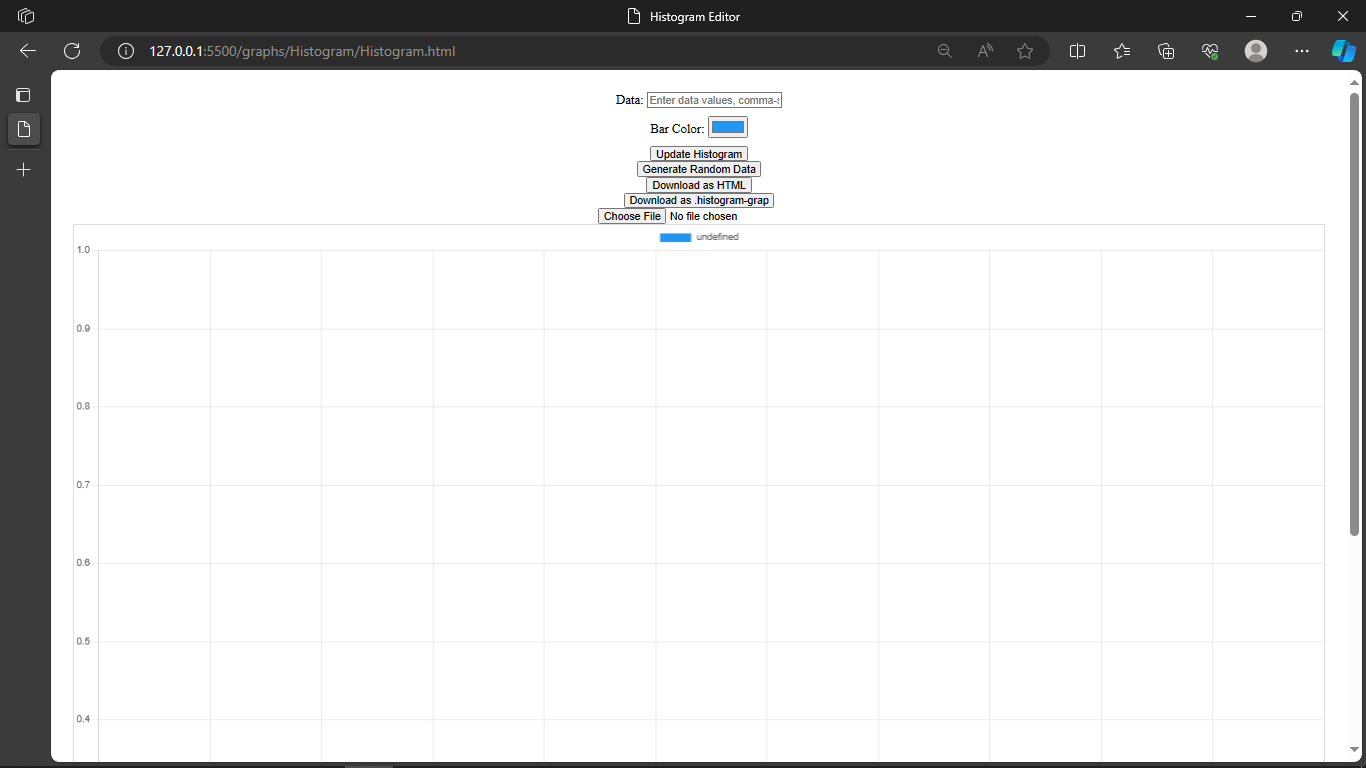 Histogram Editor
127.0.0.1:5500/graphs/Histogram/Histogram.html
Data: Enter data values, comma-s
Bar Color:
Update Histogram
Generate Random Data
Download as HTML
Download as .histogram-grap
Choose File No file chosen
undefined
1.0
0.9
0.8
0.7
0.6
0.5
0.4